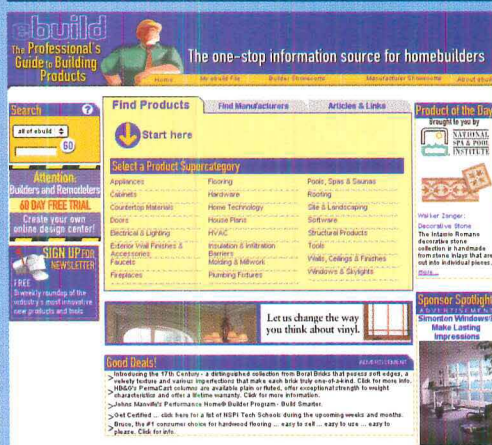 ebuild
The Professional's
Guide to Building
Products
The one-stop information source for homebuilders
Home My ebuild File Builder Showcente Manufacturer Showcente About ebuild
Search ?
all of ebuild
GO
Attention:
Builders and Remodelers
60 DAY FREE TRIAL
Create your own
online design center!
SIGN UP FOR
NEWSLETTER
FREE
Biweekly roundup of the
industry's most innovative
new products and tools
Find Products Find Manufacturers Articles & Links
Start here
Select a Product Supercategory
Appliances Flooring Pools, Spas & Saunas
Cabinets Hardware Roofing
Countertop Materials Home Technology Site & Landscaping
Doors House Plans Software
Electrical & Lighting HVAC Structural Products
Exterior Wall Finishes & Accessories Insulation & Infiltration Barriers Tools
Faucets Molding & Millwork Walls, Ceilings & Finishes
Fireplaces Plumbing Fixtures Windows & Skylights
Let us change the way
you think about vinyl.
Good Deals! ADVERTISEMENT
> Introducing the 17th Century - a distinguished collection from Boral Bricks that possess soft edges, a
velvety texture and various imperfections that make each brick truly one-of-a-kind. Click for more info.
> HB&G's PermaCast columns are available plain or fluted, offer exceptional strength to weight
characteristics and offer a lifetime warranty. Click for more information.
> Johns Manville's Performance Home® Builder Program - Build Smarter.
> Get Certified ... click here for a list of NSPI Tech Schools during the upcoming weeks and months.
> Bruce, the #1 consumer choice for hardwood flooring ... easy to sell ... easy to use ... easy to
please. Click for info.
Product of the Day
Brought to you by
NATIONAL
SPA & POOL
INSTITUTE
Walker Zanger:
Decorative Stone
The Intarsio Romano
decorative stone
collection is handmade
from stone inlays that are
cut into individual pieces.
more...
Sponsor Spotlight
ADVERTISEMENT
Simonton Windows®
Make Lasting
Impressions